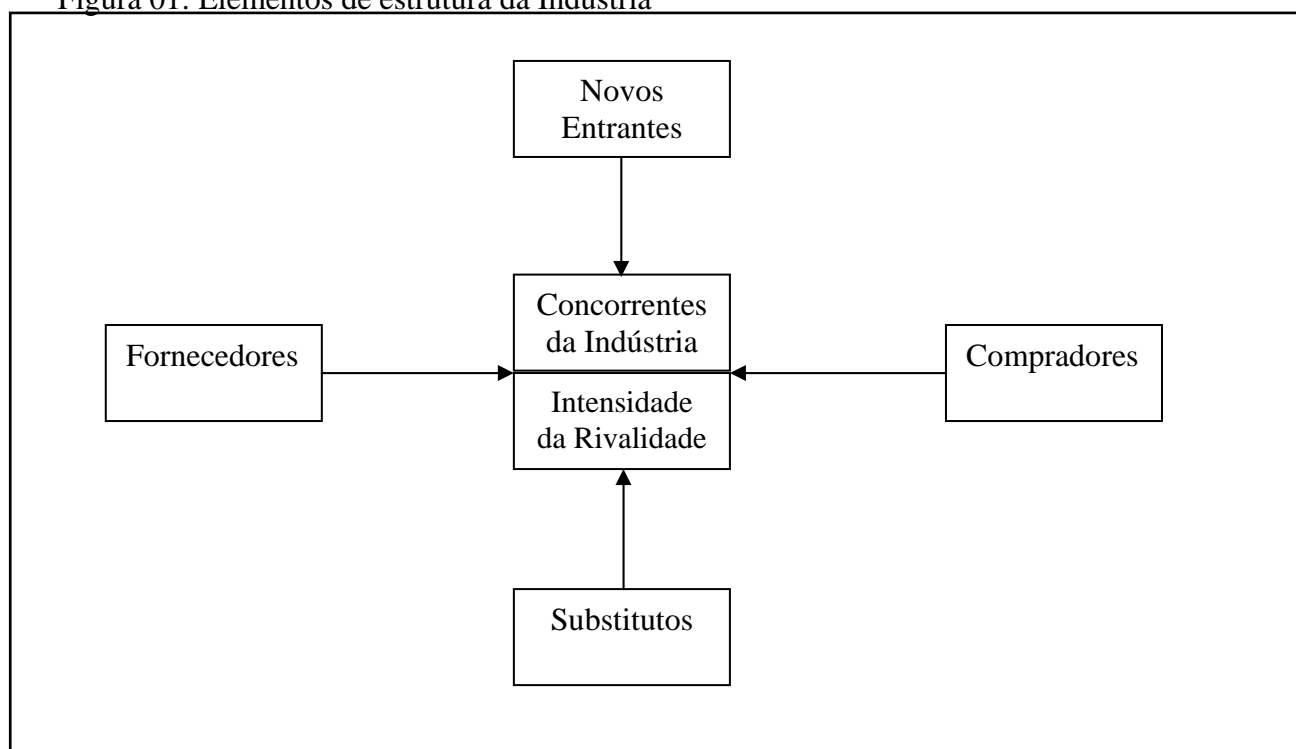 Figura 01: Elementos de estrutura da Indústria
Novos
Entrantes
Concorrentes
da Indústria
Fornecedores
Compradores
Intensidade
da Rivalidade
Substitutos